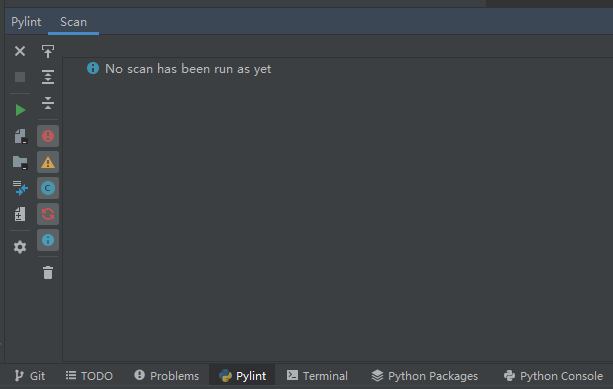 Pylint Scan
No scan has been run as yet
Git TODO Problems Pylint Terminal Python Packages Python Console